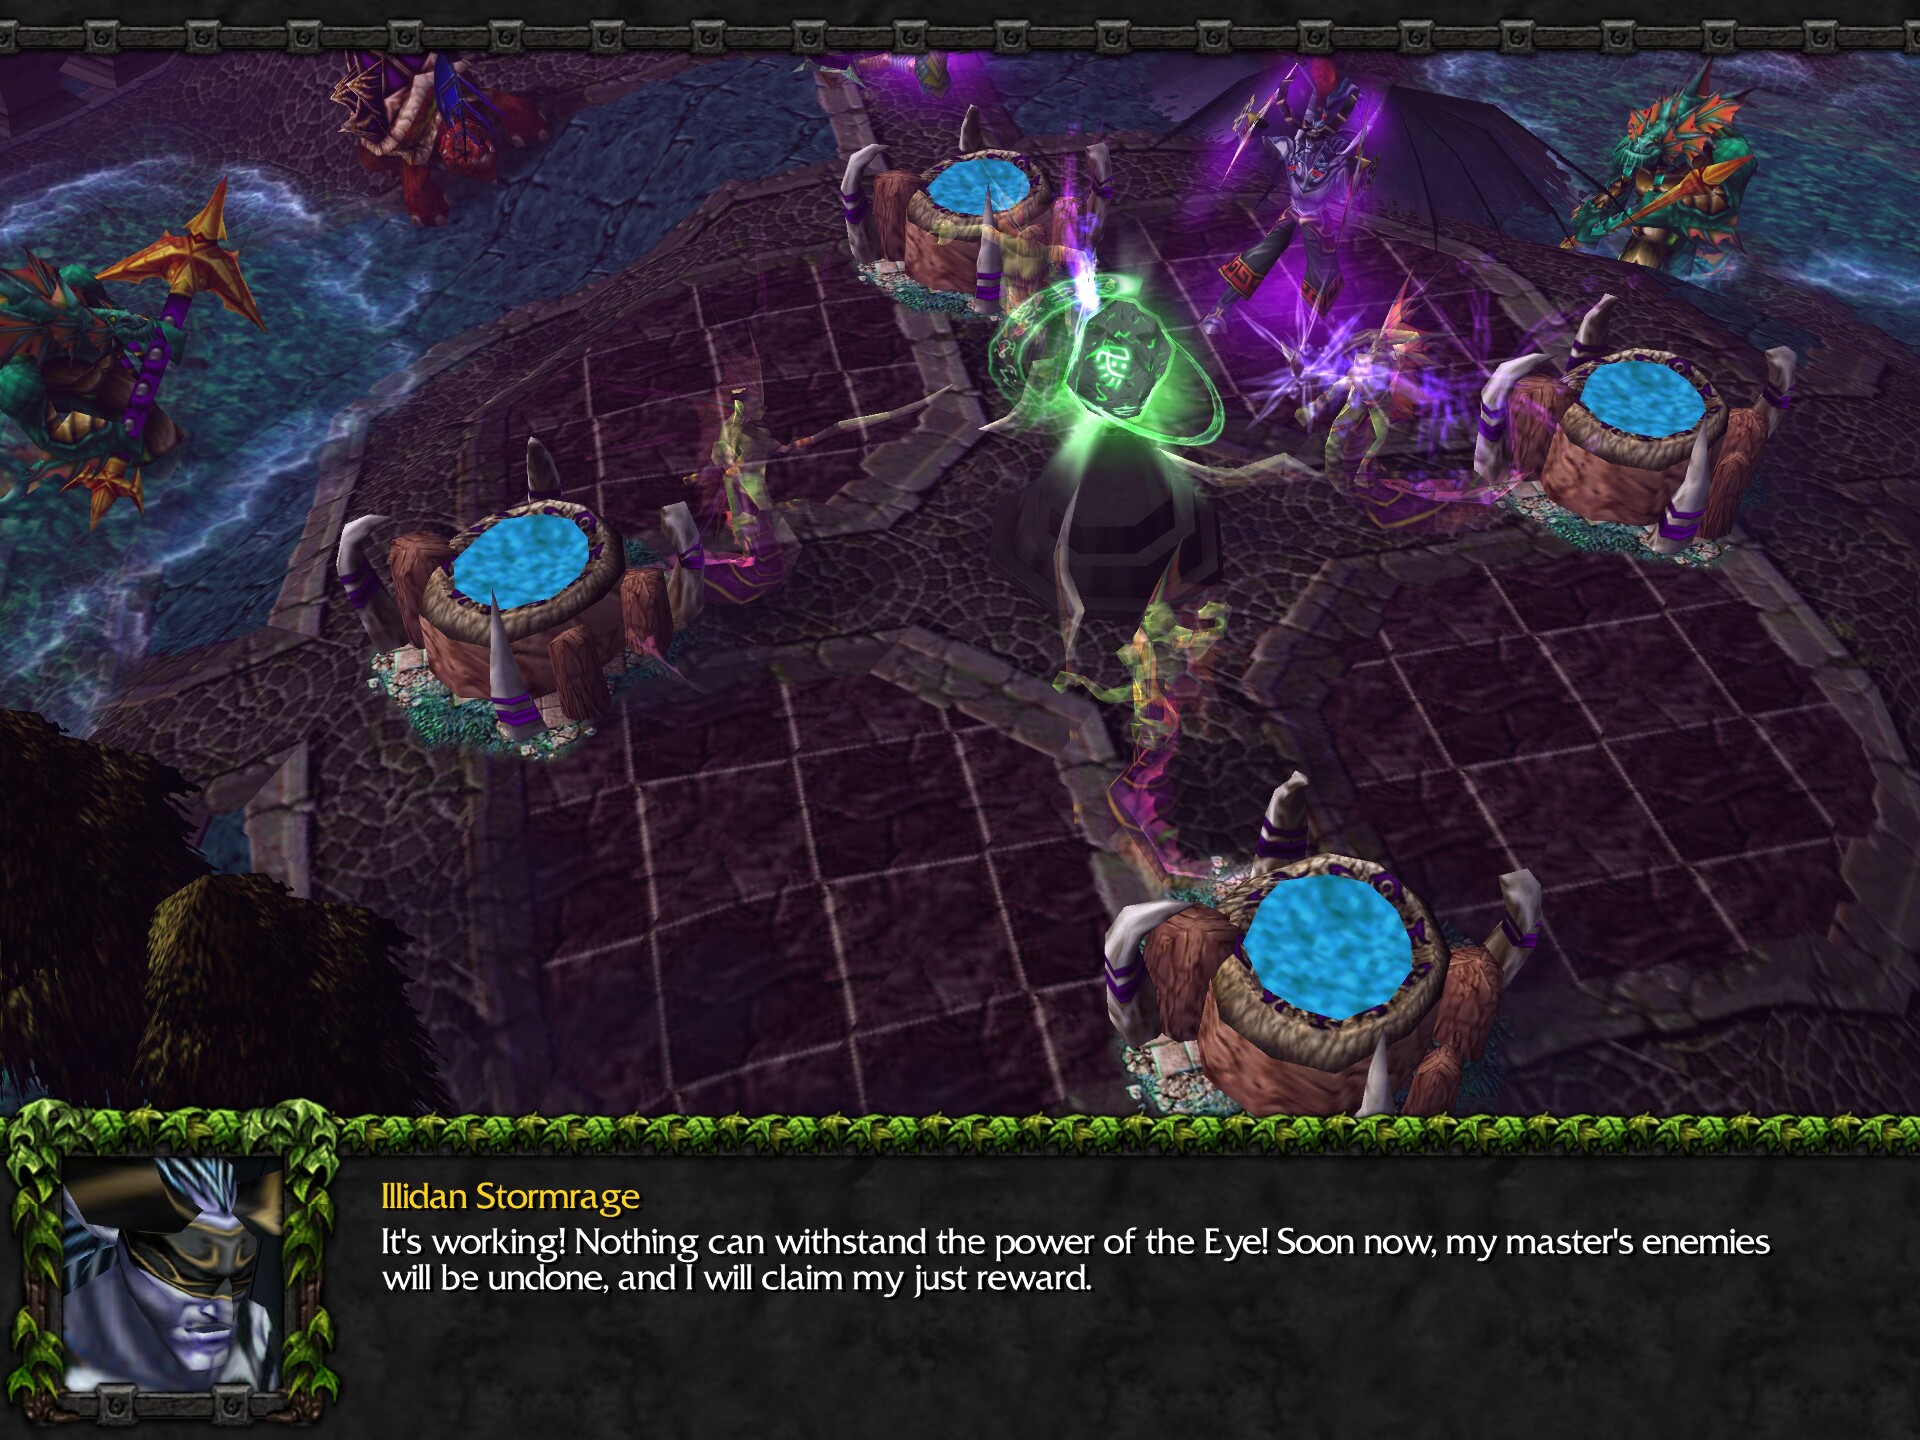 Illidan Stormrage
It's working! Nothing can withstand the power of the Eye! Soon now, my master's enemies
will be undone, and I will claim my just reward.